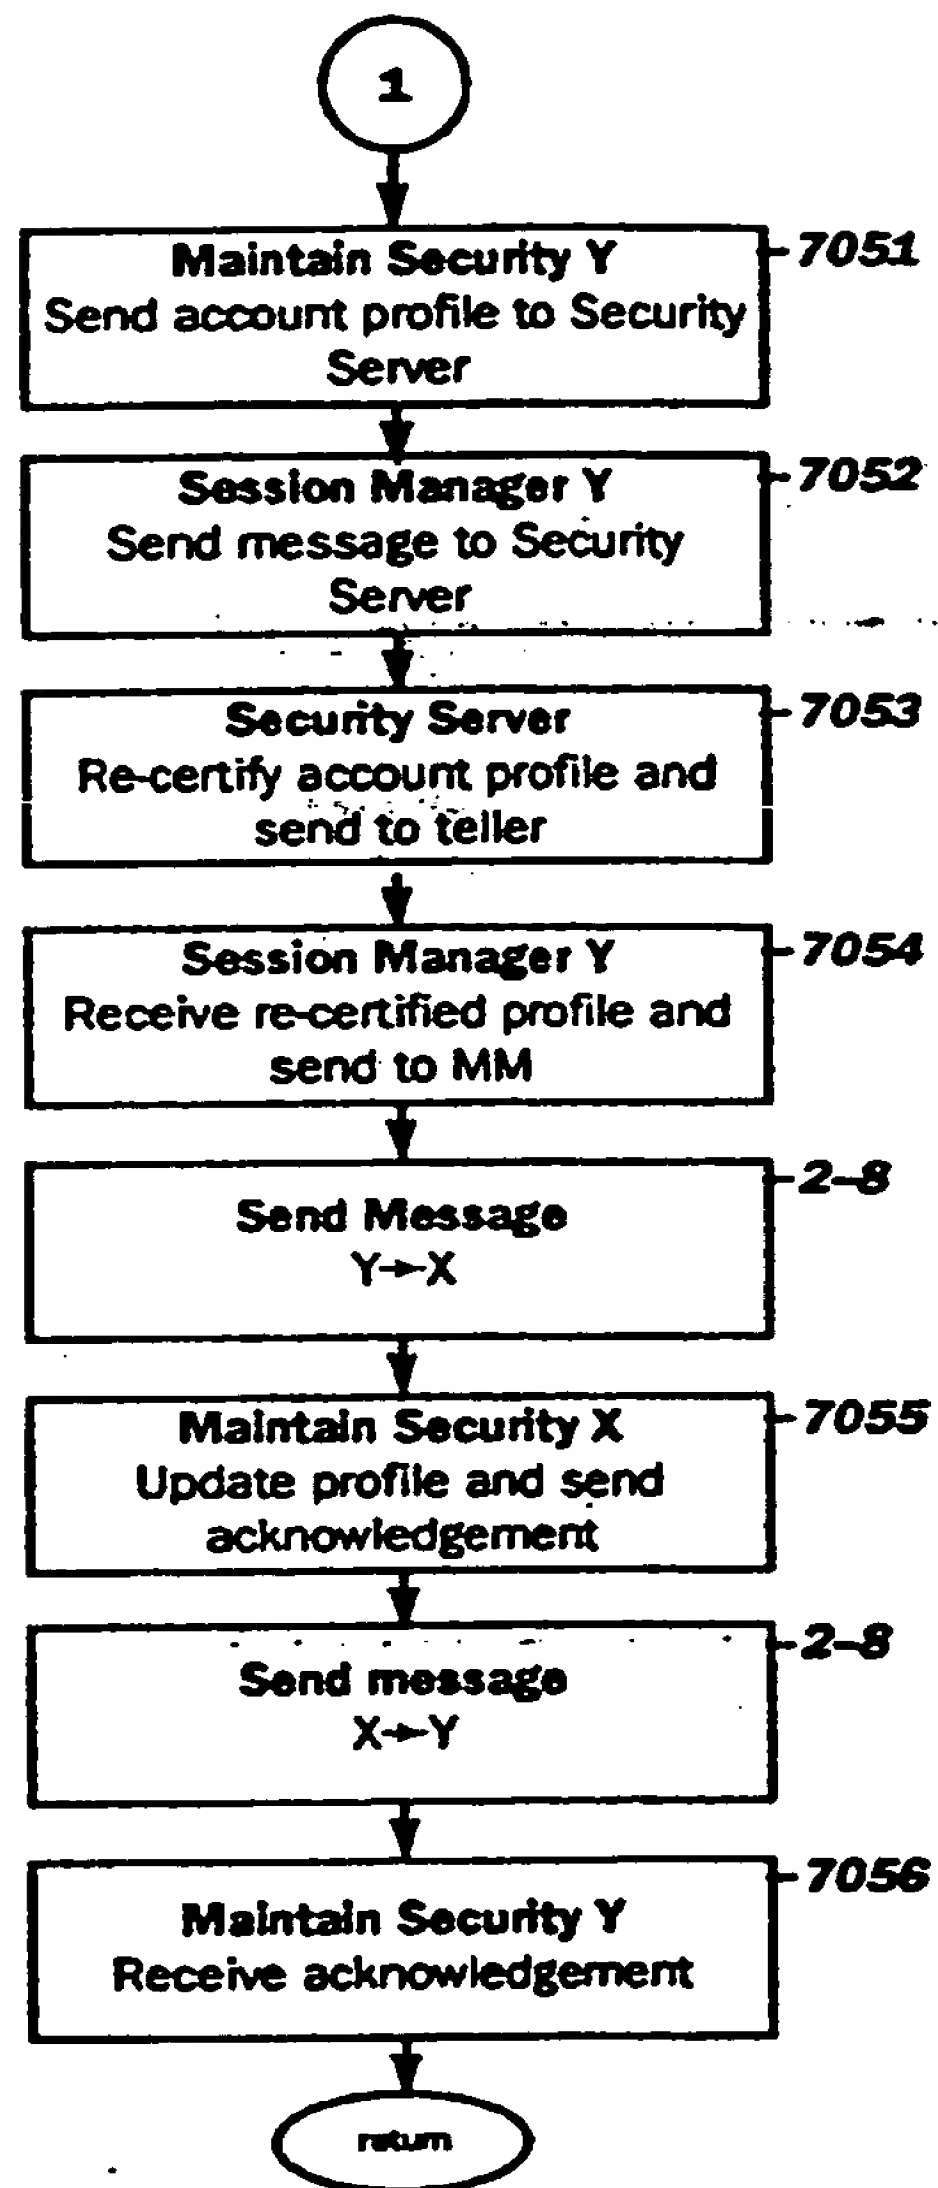 1
Maintain Security Y
7051
Send account profile to Security
Server
Session Manager Y
7052
Send message to Security
Server
Security Server
7053
Re-certify account profile and
send to teller
Session Manager Y
7054
Receive re-certified profile and
send to MM
2-8
Send Message
Y→X
Maintain Security X
7055
Update profile and send
acknowledgement
2-8
Send message
X→Y
7056
Maintain Security Y
Receive acknowledgement
return